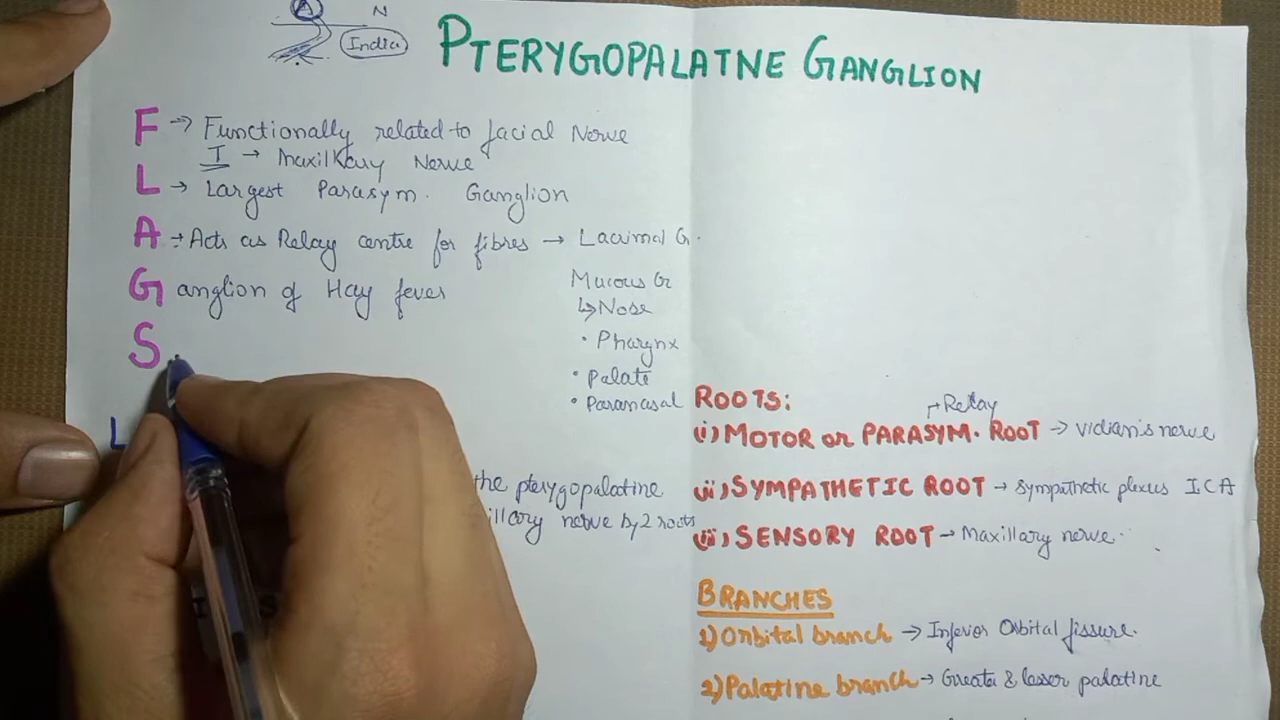 A N
India
PTERYGOPALATNE GANGLION
F → Functionally related to facial Nerve
I → Maxillary Nerve
L → Largest Parasym. Ganglion
A → Acts as Relay centre for fibres → Lacrimal G.
Mucous Gr
G anglion of Hay fever
↳ Nose
S
• Pharynx
• Palate
• Paranasal
L
the pterygopalatine
illary nerve by 2 roots
ROOTS:
Relay
(i) MOTOR or PARASYM. ROOT → Vidian's nerve
(ii) SYMPATHETIC ROOT → Sympathetic plexus ICA
(iii) SENSORY ROOT → Maxillary nerve.
BRANCHES
1) Orbital branch → Inferior Orbital fissure.
2) Palatine branch → Greater & lesser palatine